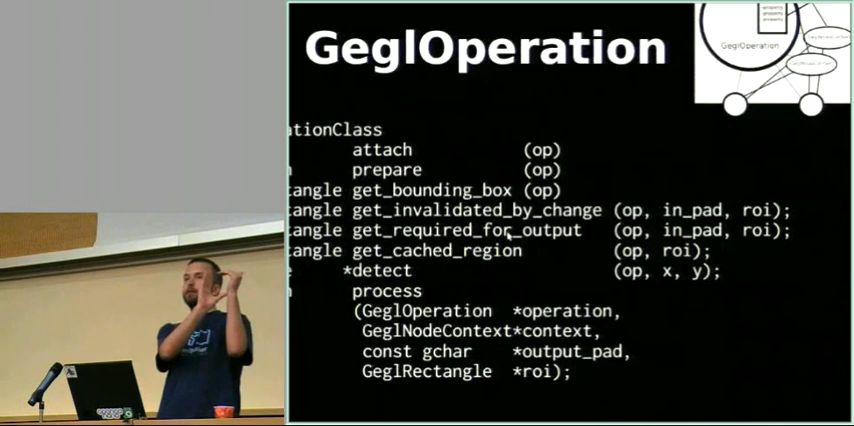 GeglOperation
GeglOperation
ationClass
attach (op)
prepare (op)
tangle get_bounding_box (op)
tangle get_invalidated_by_change (op, in_pad, roi);
tangle get_required_for_output (op, in_pad, roi);
tangle get_cached_region (op, roi);
*detect (op, x, y);
process
(GeglOperation *operation,
GeglNodeContext*context,
const gchar *output_pad,
GeglRectangle *roi);